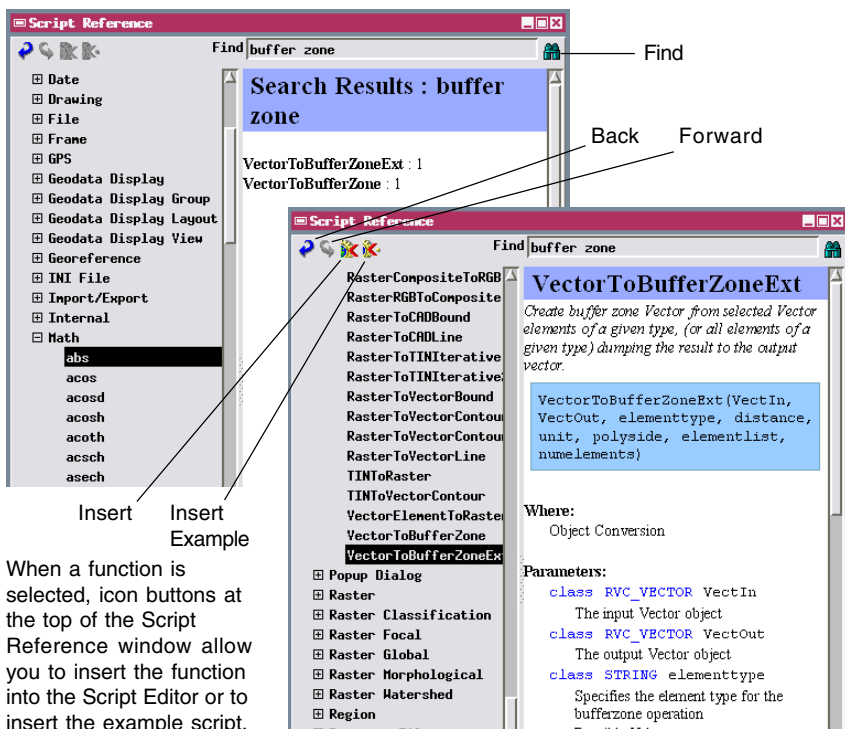 Script Reference
Find buffer zone
Find
Date
Drawing
File
Frame
GPS
Geodata Display
Geodata Display Group
Geodata Display Layout
Geodata Display View
Georeference
INI File
Import/Export
Internal
Math
abs
acos
acosd
acosh
acoth
acsch
asech
Search Results : buffer
zone
VectorToBufferZoneExt : 1
VectorToBufferZone : 1
Back Forward
Script Reference
Find buffer zone
RasterCompositeToRGB
RasterRGBToComposite
RasterToCADBound
RasterToCADLine
RasterToTINIterative
RasterToTINIterative
RasterToVectorBound
RasterToVectorContou
RasterToVectorContou
RasterToVectorLine
TINToRaster
TINToVectorContour
VectorElementToRaste
VectorToBufferZone
VectorToBufferZoneEx
Popup Dialog
Raster
Raster Classification
Raster Focal
Raster Global
Raster Morphological
Raster Watershed
Region
VectorToBufferZoneExt
Create buffer zone Vector from selected Vector
elements of a given type, (or all elements of a
given type) dumping the result to the output
vector.
VectorToBufferZoneExt(VectIn,
VectOut, elementtype, distance,
unit, polyside, elementlist,
numelements)
Where:
Object Conversion
Parameters:
class RVC_VECTOR VectIn
The input Vector object
class RVC_VECTOR VectOut
The output Vector object
class STRING elementtype
Specifies the element type for the
bufferzone operation
Insert
Insert
Example
When a function is
selected, icon buttons at
the top of the Script
Reference window allow
you to insert the function
into the Script Editor or to
insert the example script.